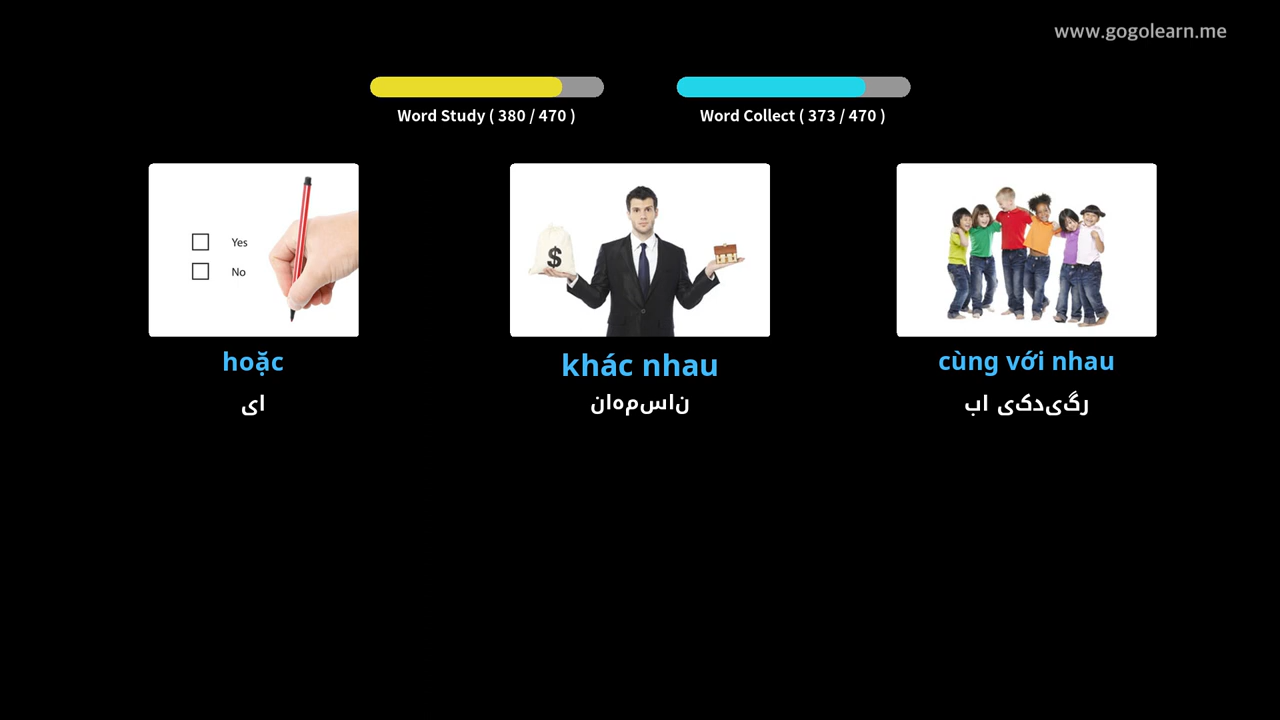 www.gogolearn.me
Word Study ( 380 / 470 )
Word Collect ( 373 / 470 )
Yes
No
$
hoặc
khác nhau
cùng với nhau
ای
ناسمهان
رگیدکی اب